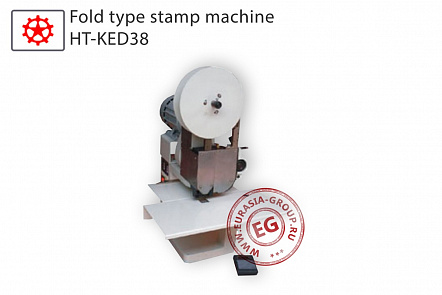 Fold type stamp machine
HT-KED38
WWW.EURASIA-GROUP.RU
EG